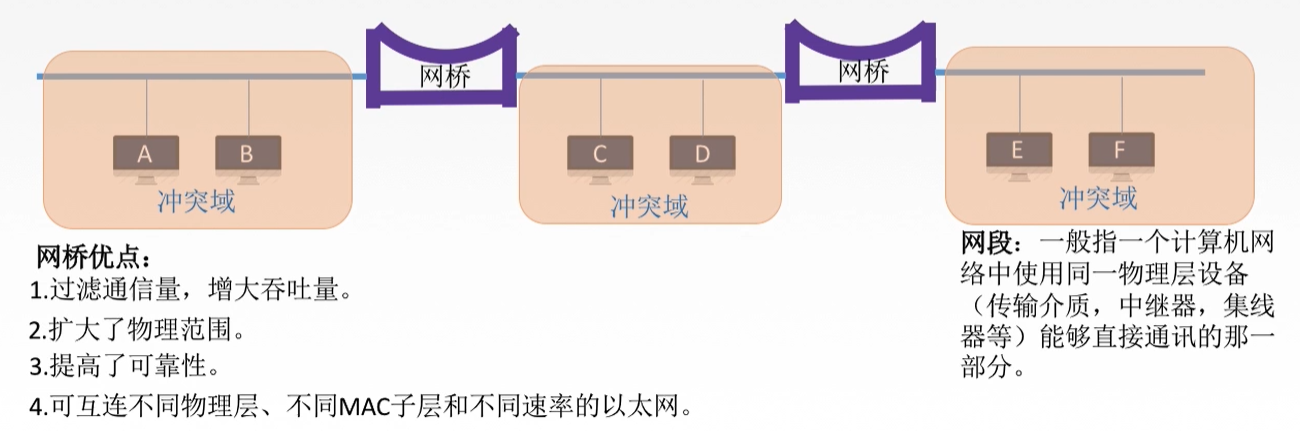 网桥
网桥
A
B
C
D
E
F
冲突域
冲突域
冲突域
网桥优点：
1.过滤通信量，增大吞吐量。
2.扩大了物理范围。
3.提高了可靠性。
4.可互连不同物理层、不同MAC子层和不同速率的以太网。
网段：一般指一个计算机网
络中使用同一物理层设备
（传输介质，中继器，集线
器等）能够直接通讯的那一
部分。